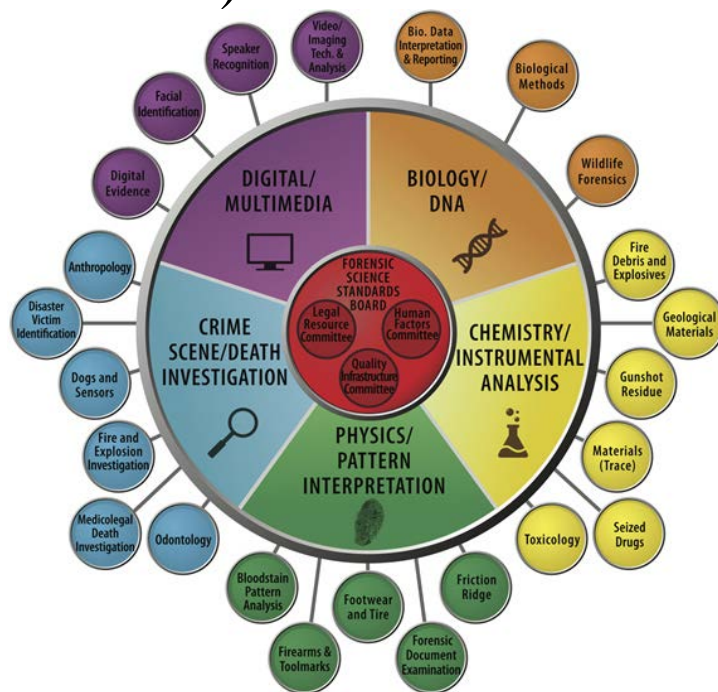 )
Video/
Imaging
Tech. &
Analysis
Bio. Data
Interpretation
& Reporting
Speaker
Recognition
Biological
Methods
Facial
Identification
Digital
Evidence
Wildlife
Forensics
DIGITAL/
MULTIMEDIA
BIOLOGY/
DNA
Anthropology
Disaster
Victim
Identification
Dogs and
Sensors
Fire and
Explosion
Investigation
Medicolegal
Death
Investigation
Odontology
CRIME
SCENE/DEATH
INVESTIGATION
FORENSIC
SCIENCE
STANDARDS
BOARD
Legal
Resource
Committee
Human
Factors
Committee
Quality
Infrastructure
Committee
CHEMISTRY/
INSTRUMENTAL
ANALYSIS
Fire
Debris and
Explosives
Geological
Materials
Gunshot
Residue
Materials
(Trace)
Seized
Drugs
Toxicology
PHYSICS/
PATTERN
INTERPRETATION
Bloodstain
Pattern
Analysis
Firearms &
Toolmarks
Footwear
and Tire
Forensic
Document
Examination
Friction
Ridge